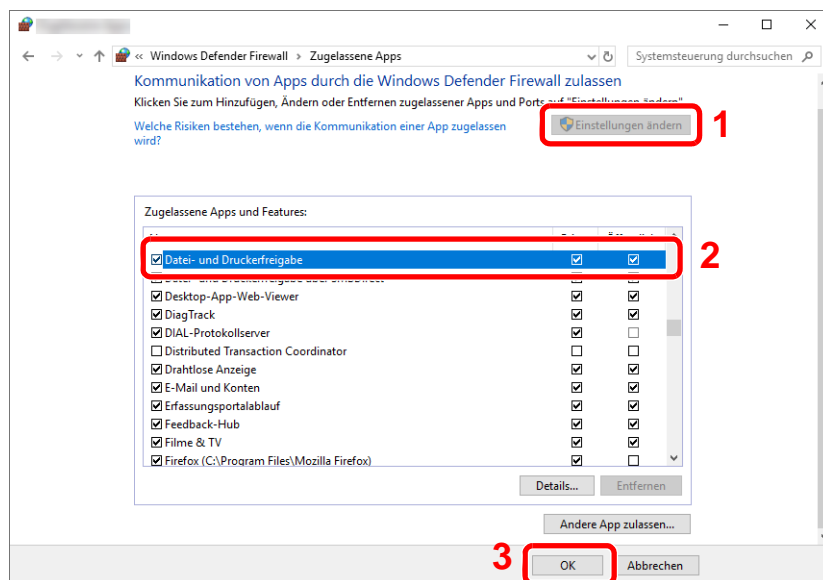 « Windows Defender Firewall › Zugelassene Apps
Systemsteuerung durchsuchen
Kommunikation von Apps durch die Windows Defender Firewall zulassen
Klicken Sie zum Hinzufügen, Ändern oder Entfernen zugelassener Apps und Ports auf "Einstellungen ändern".
Welche Risiken bestehen, wenn die Kommunikation einer App zugelassen
wird?
Einstellungen ändern
1
Zugelassene Apps und Features:
Datei- und Druckerfreigabe
2
Desktop-App-Web-Viewer
DiagTrack
DIAL-Protokollserver
Distributed Transaction Coordinator
Drahtlose Anzeige
E-Mail und Konten
Erfassungsportalablauf
Feedback-Hub
Filme & TV
Firefox (C:\Program Files\Mozilla Firefox)
Details...
Entfernen
Andere App zulassen...
3
OK
Abbrechen